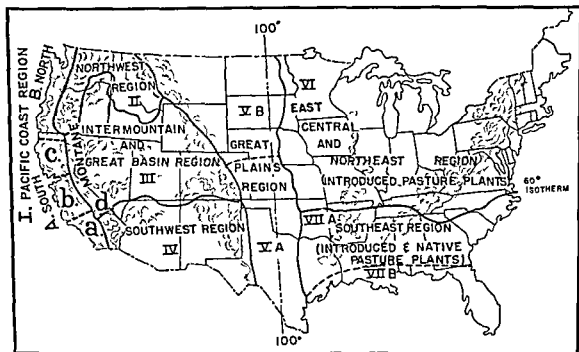 100°
I. PACIFIC COAST REGION
B NORTH
A SOUTH
MONTANE
c
b
a
d
NORTHWEST
REGION
II
INTERMOUNTAIN
AND
GREAT BASIN REGION
III
SOUTHWEST REGION
IV
V B
GREAT
PLAINS
REGION
V A
VI
EAST
CENTRAL
AND
NORTHEAST REGION
(INTRODUCED PASTURE PLANTS)
60°
ISOTHERM
VII A
SOUTHEAST REGION
(INTRODUCED & NATIVE
PASTURE PLANTS)
VII B
100°